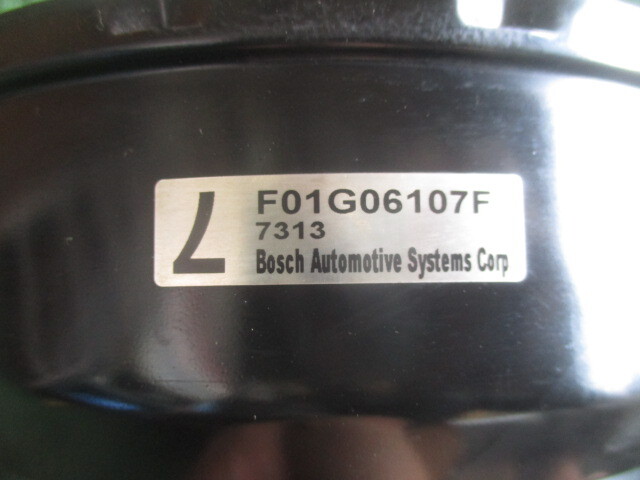 7
F01G06107F
7313
Bosch Automotive Systems Corp